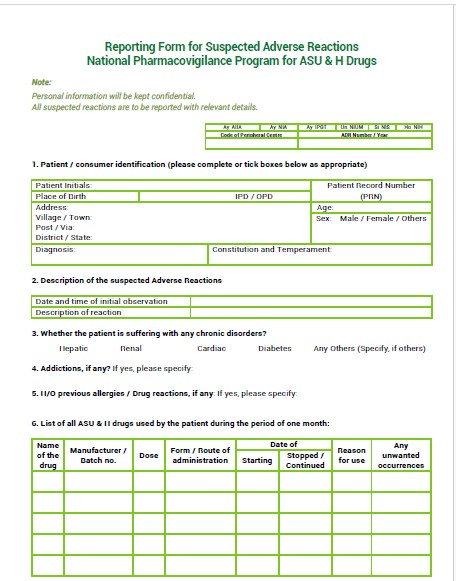 Reporting Form for Suspected Adverse Reactions
National Pharmacovigilance Program for ASU & H Drugs
Note:
Personal information will be kept confidential.
All suspected reactions are to be reported with relevant details.
Ay AIIA Ay NIA Ay IPGT Un NIUM Si NIS Ho NIH
Code of Peripheral Centre ADR Number / Year
1. Patient / consumer identification (please complete or tick boxes below as appropriate)
Patient Initials: Patient Record Number (PRN)
Place of Birth IPD / OPD
Address: Age:
Village / Town: Sex: Male / Female / Others
Post / Via:
District / State:
Diagnosis: Constitution and Temperament:
2. Description of the suspected Adverse Reactions
Date and time of initial observation
Description of reaction
3. Whether the patient is suffering with any chronic disorders?
Hepatic Renal Cardiac Diabetes Any Others (Specify, if others)
4. Addictions, if any? If yes, please specify:
5. H/O previous allergies / Drug reactions, if any: If yes, please specify:
6. List of all ASU & H drugs used by the patient during the period of one month:
Name of the drug
Manufacturer / Batch no.
Dose
Form / Route of administration
Date of
Starting
Stopped / Continued
Reason for use
Any unwanted occurrences